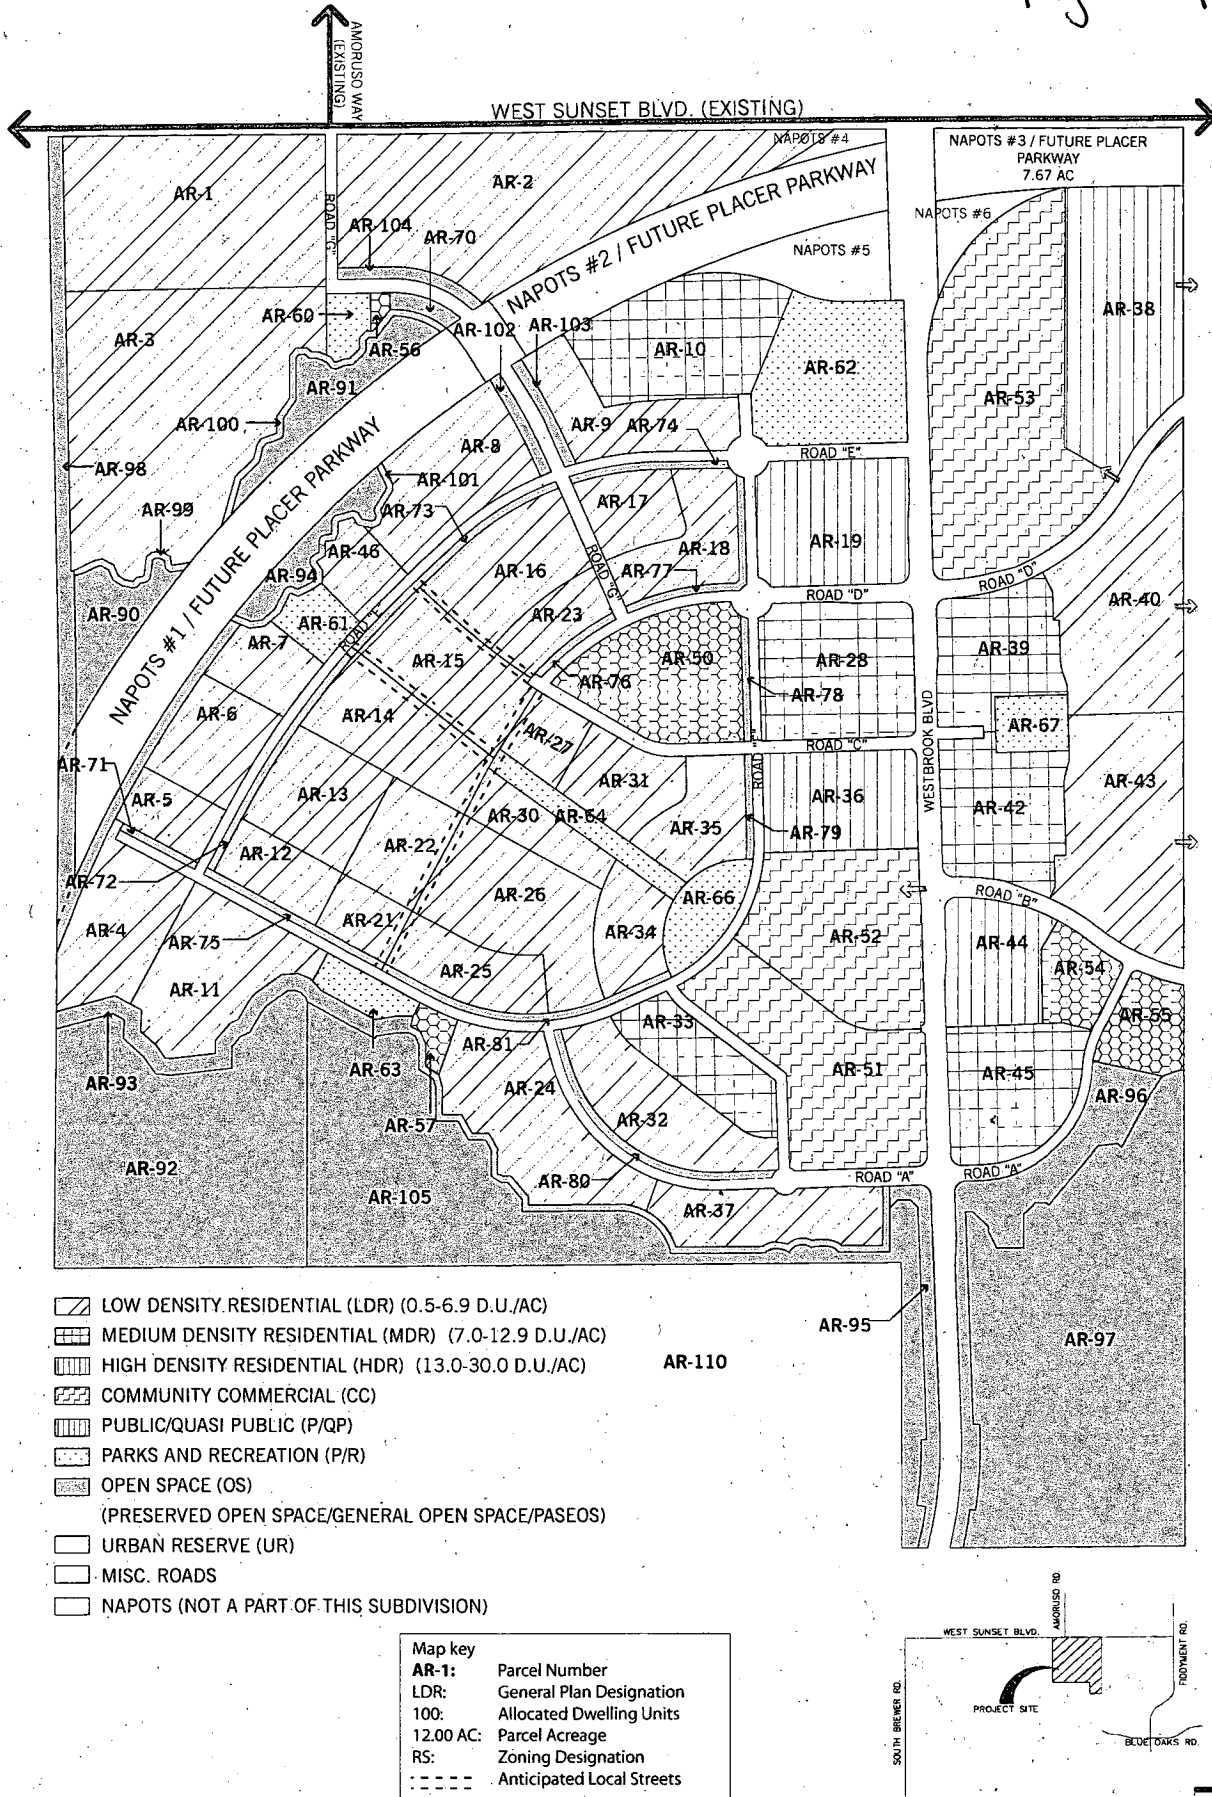 AMORUSO WAY
(EXISTING)
WEST SUNSET BLVD. (EXISTING)
NAPOTS #4
NAPOTS #3 / FUTURE PLACER
PARKWAY
7.67 AC
AR-1
AR-2
NAPOTS #2 / FUTURE PLACER PARKWAY
ROAD "G"
AR-104
AR-70
NAPOTS #6
NAPOTS #5
AR-38
AR-60
AR-102
AR-103
AR-3
AR-56
AR-10
AR-62
AR-91
AR-53
AR-100
AR-9
AR-74
AR-8
ROAD "E"
AR-98
NAPOTS #1 / FUTURE PLACER PARKWAY
AR-101
AR-99
AR-73
AR-17
AR-46
AR-18
AR-19
ROAD "G"
AR-94
AR-16
AR-77
ROAD "D"
ROAD "D"
AR-90
AR-61
ROAD "E"
AR-23
AR-40
AR-7
AR-15
AR-50
AR-28
AR-39
AR-76
AR-78
AR-6
AR-14
AR-27
WESTBROOK BLVD
AR-67
ROAD "C"
AR-71
ROAD
AR-5
AR-13
AR-31
AR-36
AR-43
AR-30
AR-64
AR-42
AR-35
AR-79
AR-12
AR-22
AR-72
AR-26
AR-66
ROAD "B"
AR-4
AR-75
AR-21
AR-34
AR-52
AR-44
AR-25
AR-54
AR-11
AR-33
AR-55
AR-81
AR-93
AR-63
AR-51
AR-45
AR-24
AR-96
AR-57
AR-32
AR-92
AR-80
ROAD "A"
ROAD "A"
AR-105
AR-37
LOW DENSITY RESIDENTIAL (LDR) (0.5-6.9 D.U./AC)
MEDIUM DENSITY RESIDENTIAL (MDR) (7.0-12.9 D.U./AC)
HIGH DENSITY RESIDENTIAL (HDR) (13.0-30.0 D.U./AC)
COMMUNITY COMMERCIAL (CC)
PUBLIC/QUASI PUBLIC (P/QP)
PARKS AND RECREATION (P/R)
OPEN SPACE (OS)
(PRESERVED OPEN SPACE/GENERAL OPEN SPACE/PASEOS)
URBAN RESERVE (UR)
MISC. ROADS
NAPOTS (NOT A PART OF THIS SUBDIVISION)
AR-110
AR-95
AR-97
Map key
AR-1: Parcel Number
LDR: General Plan Designation
100: Allocated Dwelling Units
12.00 AC: Parcel Acreage
RS: Zoning Designation
Anticipated Local Streets
WEST SUNSET BLVD.
AMORUSO RD.
FIDDYMENT RD.
SOUTH BREWER RD.
PROJECT SITE
BLUE OAKS RD.